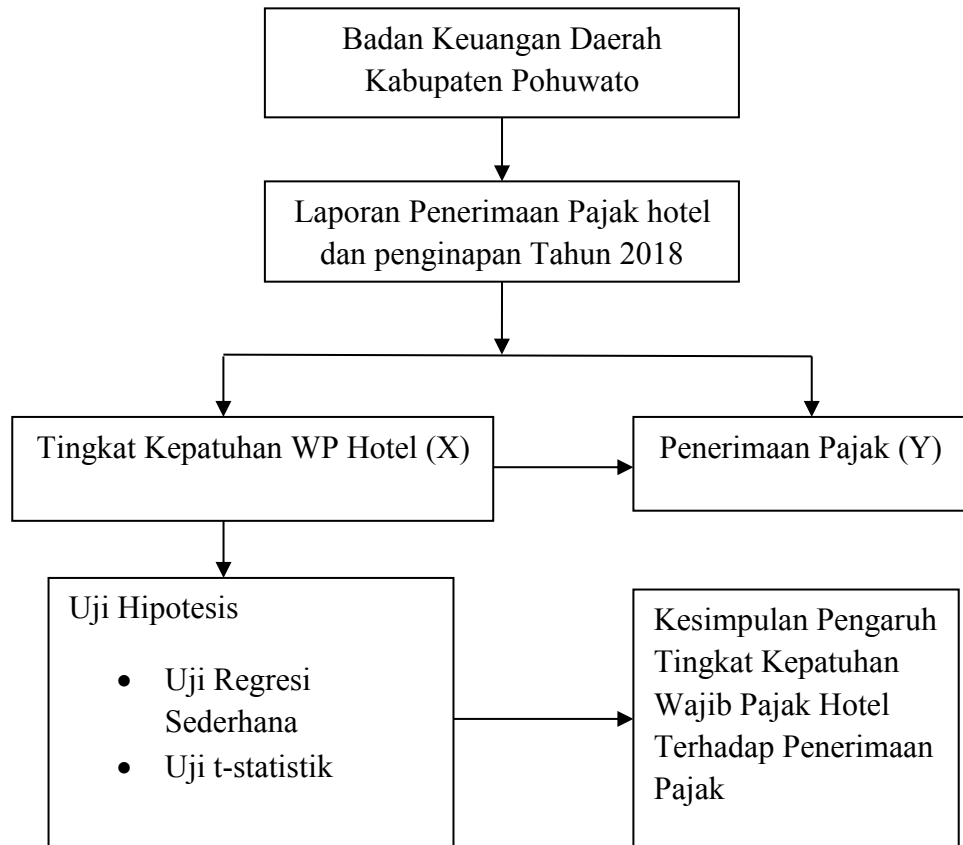 Badan Keuangan Daerah
Kabupaten Pohuwato
Laporan Penerimaan Pajak hotel
dan penginapan Tahun 2018
Tingkat Kepatuhan WP Hotel (X)
Penerimaan Pajak (Y)
Uji Hipotesis
• Uji Regresi
Sederhana
• Uji t-statistik
Kesimpulan Pengaruh
Tingkat Kepatuhan
Wajib Pajak Hotel
Terhadap Penerimaan
Pajak